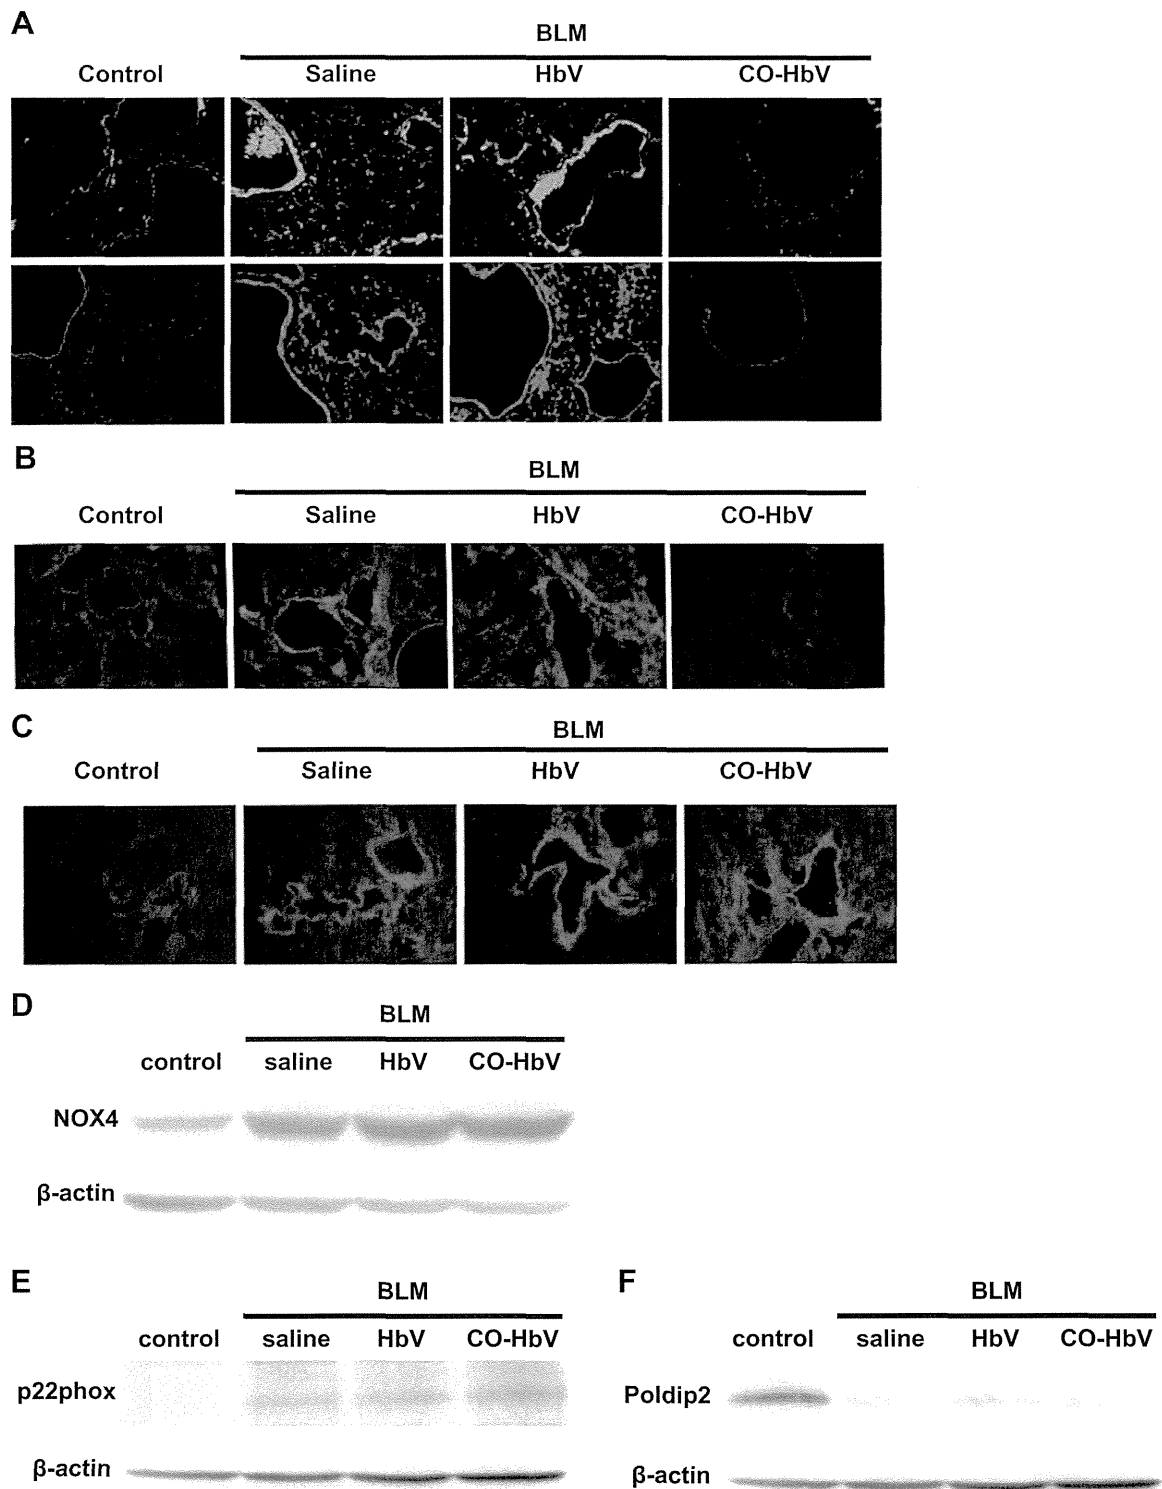 A
BLM
Control Saline HbV CO-HbV
B
BLM
Control Saline HbV CO-HbV
C
BLM
Control Saline HbV CO-HbV
D
BLM
control saline HbV CO-HbV
NOX4
β-actin
E
BLM
control saline HbV CO-HbV
p22phox
β-actin
F
BLM
control saline HbV CO-HbV
Poldip2
β-actin